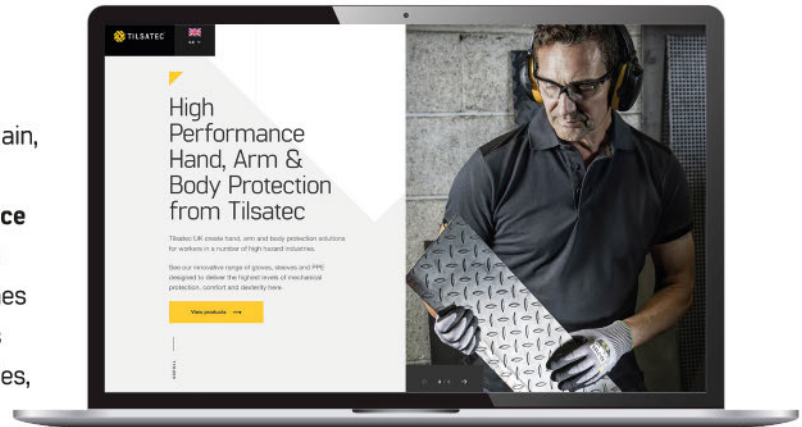 ain,
ce
es
es,
TILSATEC
High
Performance
Hand, Arm &
Body Protection
from Tilsatec
Tilsatec UK create hand, arm and body protection solutions
for workers in a number of high hazard industries.
See our innovative range of gloves, sleeves and PPE
designed to deliver the highest levels of mechanical
protection, comfort and dexterity here.
View products
SCROLL